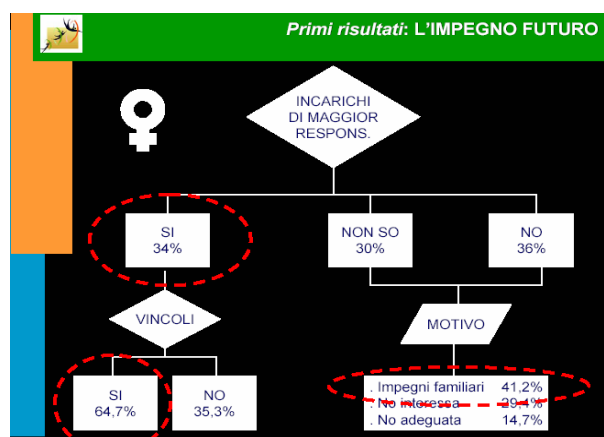 Primi risultati: L'IMPEGNO FUTURO
INCARICHI
DI MAGGIOR
RESPONS.
SI
34%
NON SO
30%
NO
36%
VINCOLI
MOTIVO
SI
64,7%
NO
35,3%
. Impegni familiari 41,2%
. No interessa 29,4%
. No adeguata 14,7%